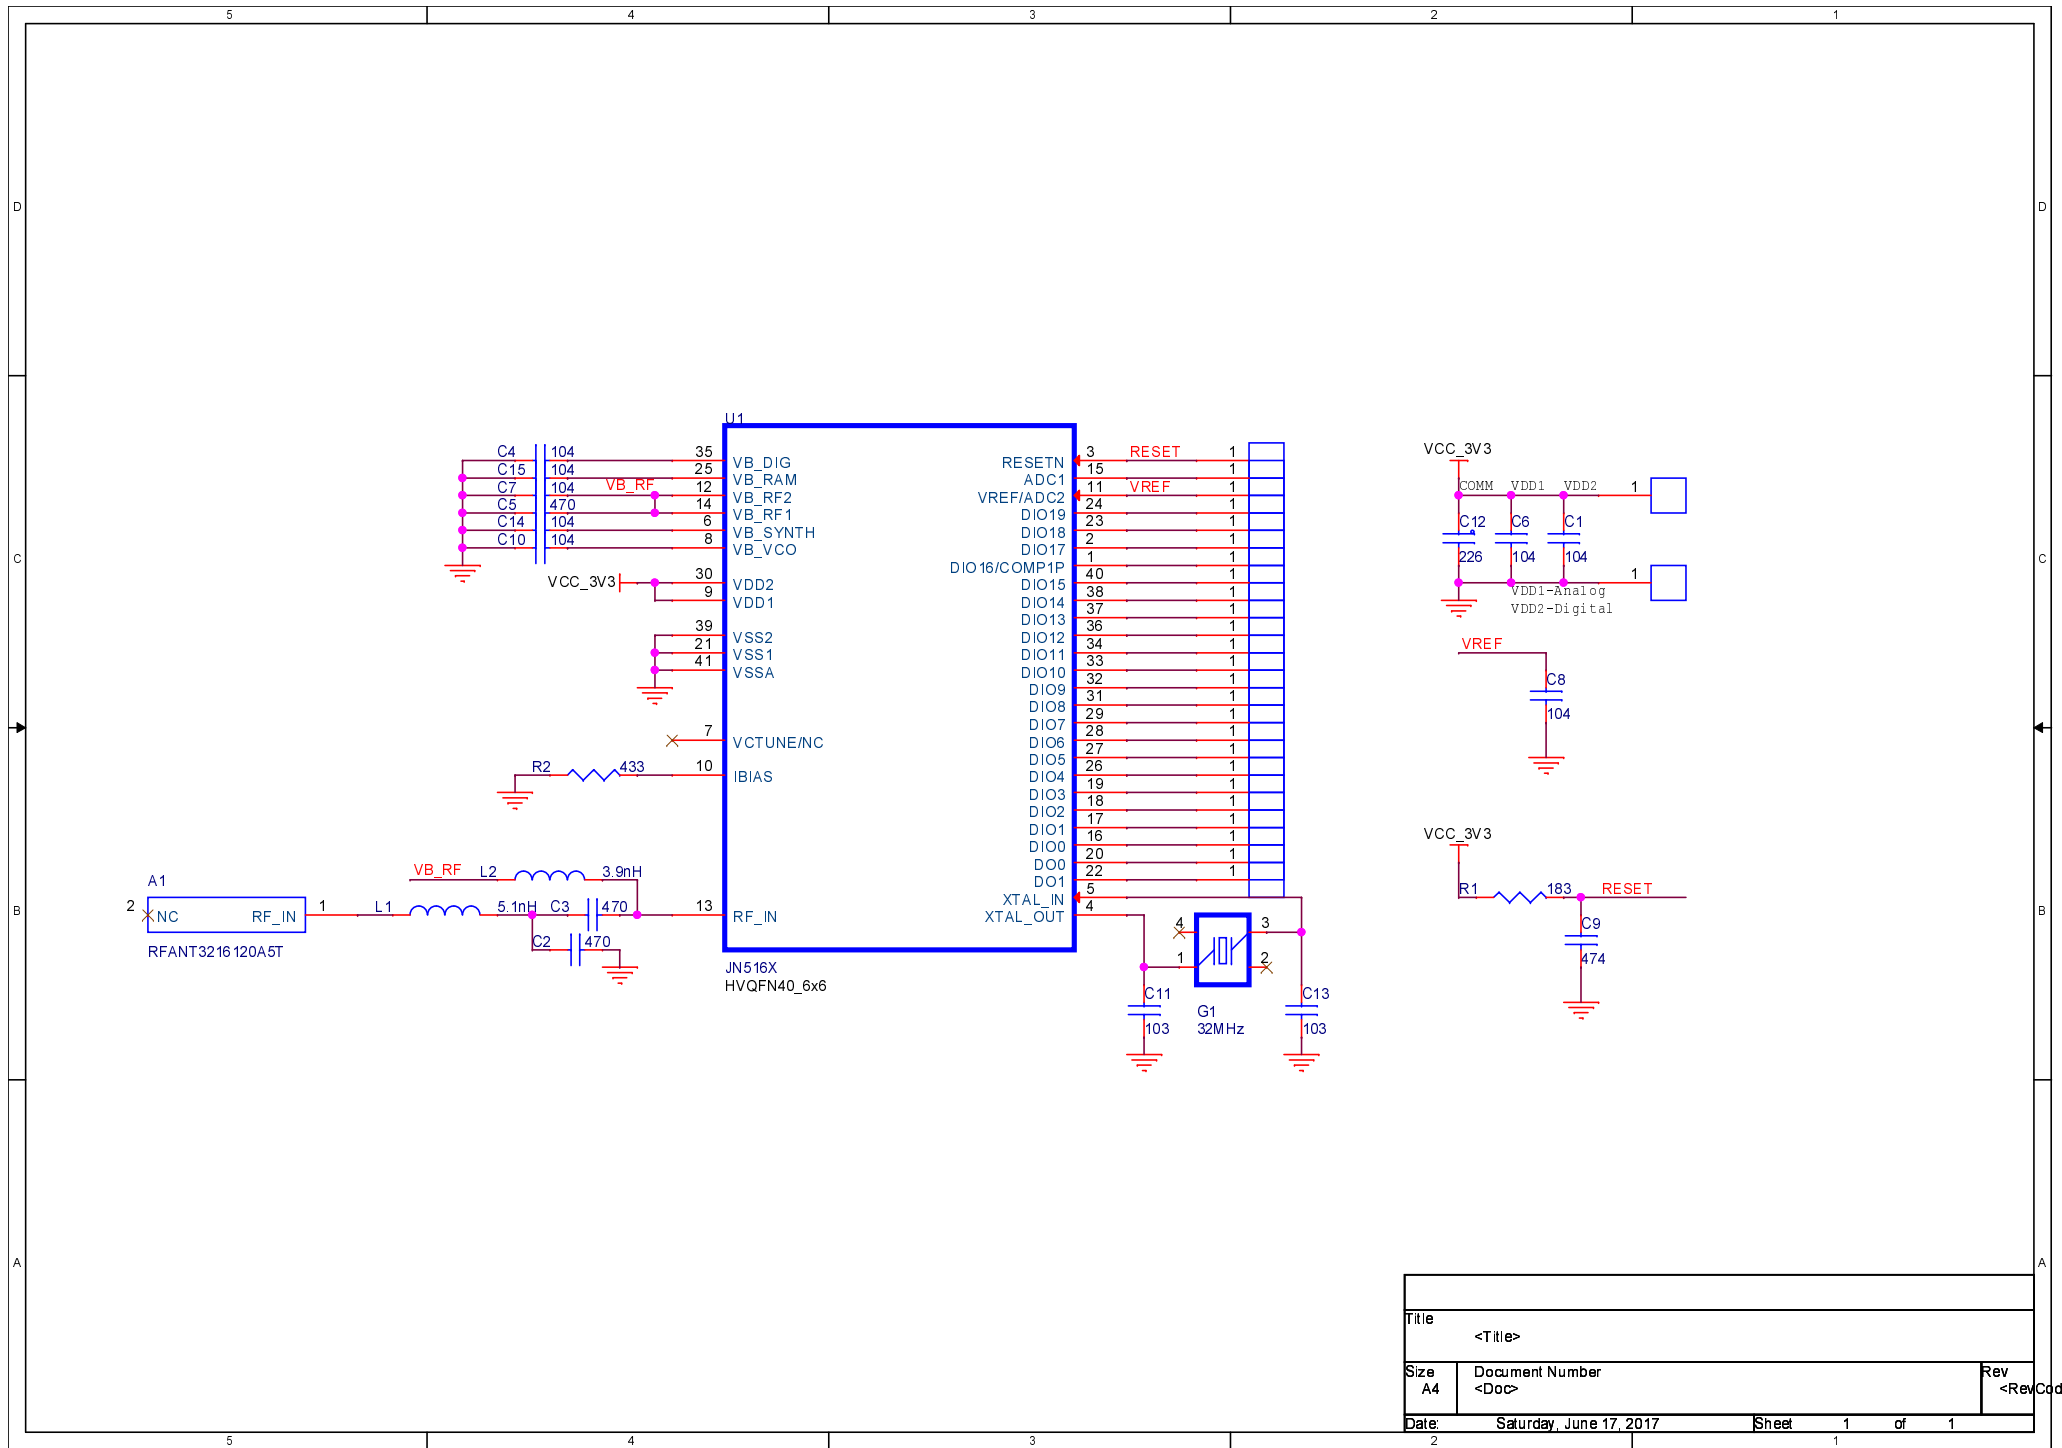 5 4 3 2 1
D D
C C
B B
A A
U1
C4 104 35 VB_DIG
C15 104 25 VB_RAM
C7 104 VB_RF 12 VB_RF2
C5 470 14 VB_RF1
C14 104 6 VB_SYNTH
C10 104 8 VB_VCO
VCC_3V3 30 VDD2
9 VDD1
39 VSS2
21 VSS1
41 VSSA
7 VCTUNE/NC
R2 433 10 IBIAS
VB_RF L2 3.9nH
A1
2 NC RF_IN 1 L1 5.1nH C3 470 13 RF_IN
C2 470
RFANT3216120A5T
JN516X
HVQFN40_6x6
RESETN 3 RESET 1
ADC1 15 1
VREF/ADC2 11 VREF 1
DIO19 24 1
DIO18 23 1
DIO17 2 1
DIO16/COMP1P 1 1
DIO15 40 1
DIO14 38 1
DIO13 37 1
DIO12 36 1
DIO11 34 1
DIO10 33 1
DIO9 32 1
DIO8 31 1
DIO7 29 1
DIO6 28 1
DIO5 27 1
DIO4 26 1
DIO3 19 1
DIO2 18 1
DIO1 17 1
DIO0 16 1
DO0 20 1
DO1 22 1
XTAL_IN 5
XTAL_OUT 4
4 3
1 2
C11 C13
103 103
G1
32MHz
VCC_3V3
COMM VDD1 VDD2 1
C12 C6 C1
226 104 104
1
VDD1-Analog
VDD2-Digital
VREF
C8
104
VCC_3V3
R1 183 RESET
C9
474
Title
<Title>
Size Document Number Rev
A4 <Doc> <RevCod
Date: Saturday, June 17, 2017 Sheet 1 of 1
5 4 3 2 1